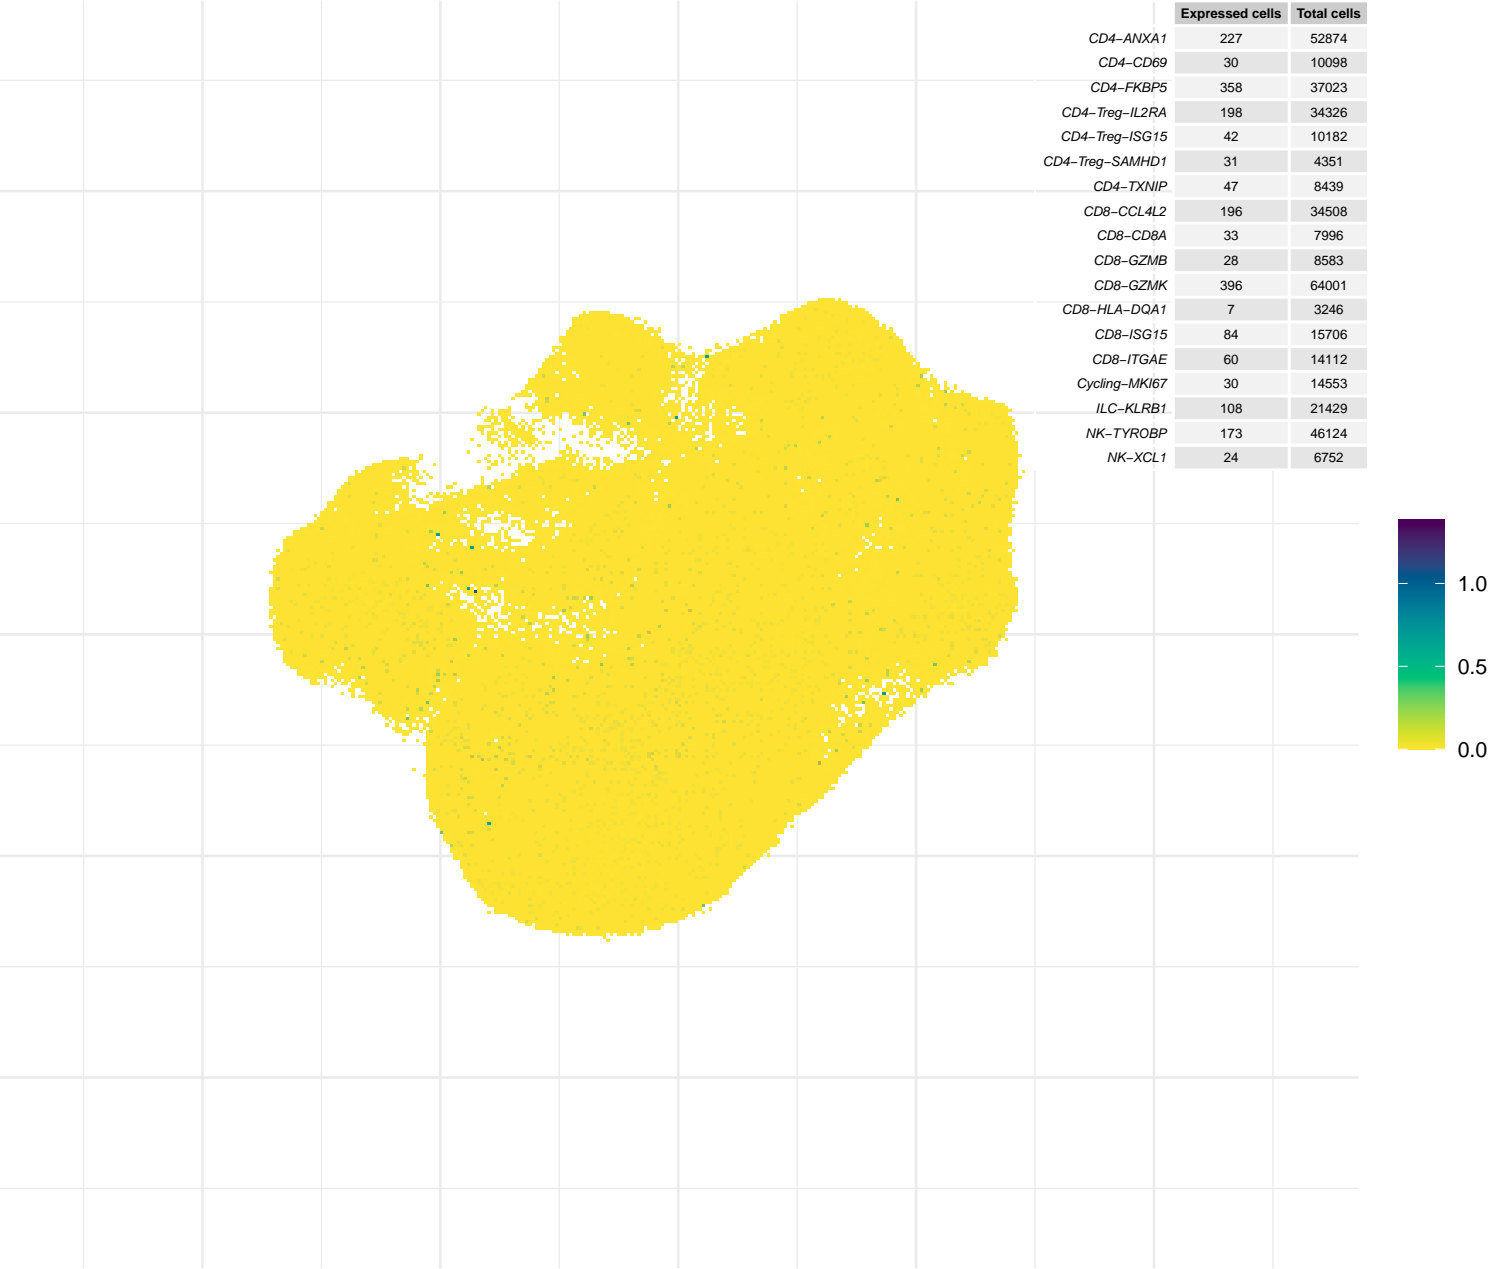 Expressed cells Total cells
CD4−ANXA1 227 52874
CD4−CD69 30 10098
CD4−FKBP5 358 37023
CD4−Treg−IL2RA 198 34326
CD4−Treg−ISG15 42 10182
CD4−Treg−SAMHD1 31 4351
CD4−TXNIP 47 8439
CD8−CCL4L2 196 34508
CD8−CD8A 33 7996
CD8−GZMB 28 8583
CD8−GZMK 396 64001
CD8−HLA−DQA1 7 3246
CD8−ISG15 84 15706
CD8−ITGAE 60 14112
Cycling−MKI67 30 14553
ILC−KLRB1 108 21429
NK−TYROBP 173 46124
NK−XCL1 24 6752
1.0
0.5
0.0